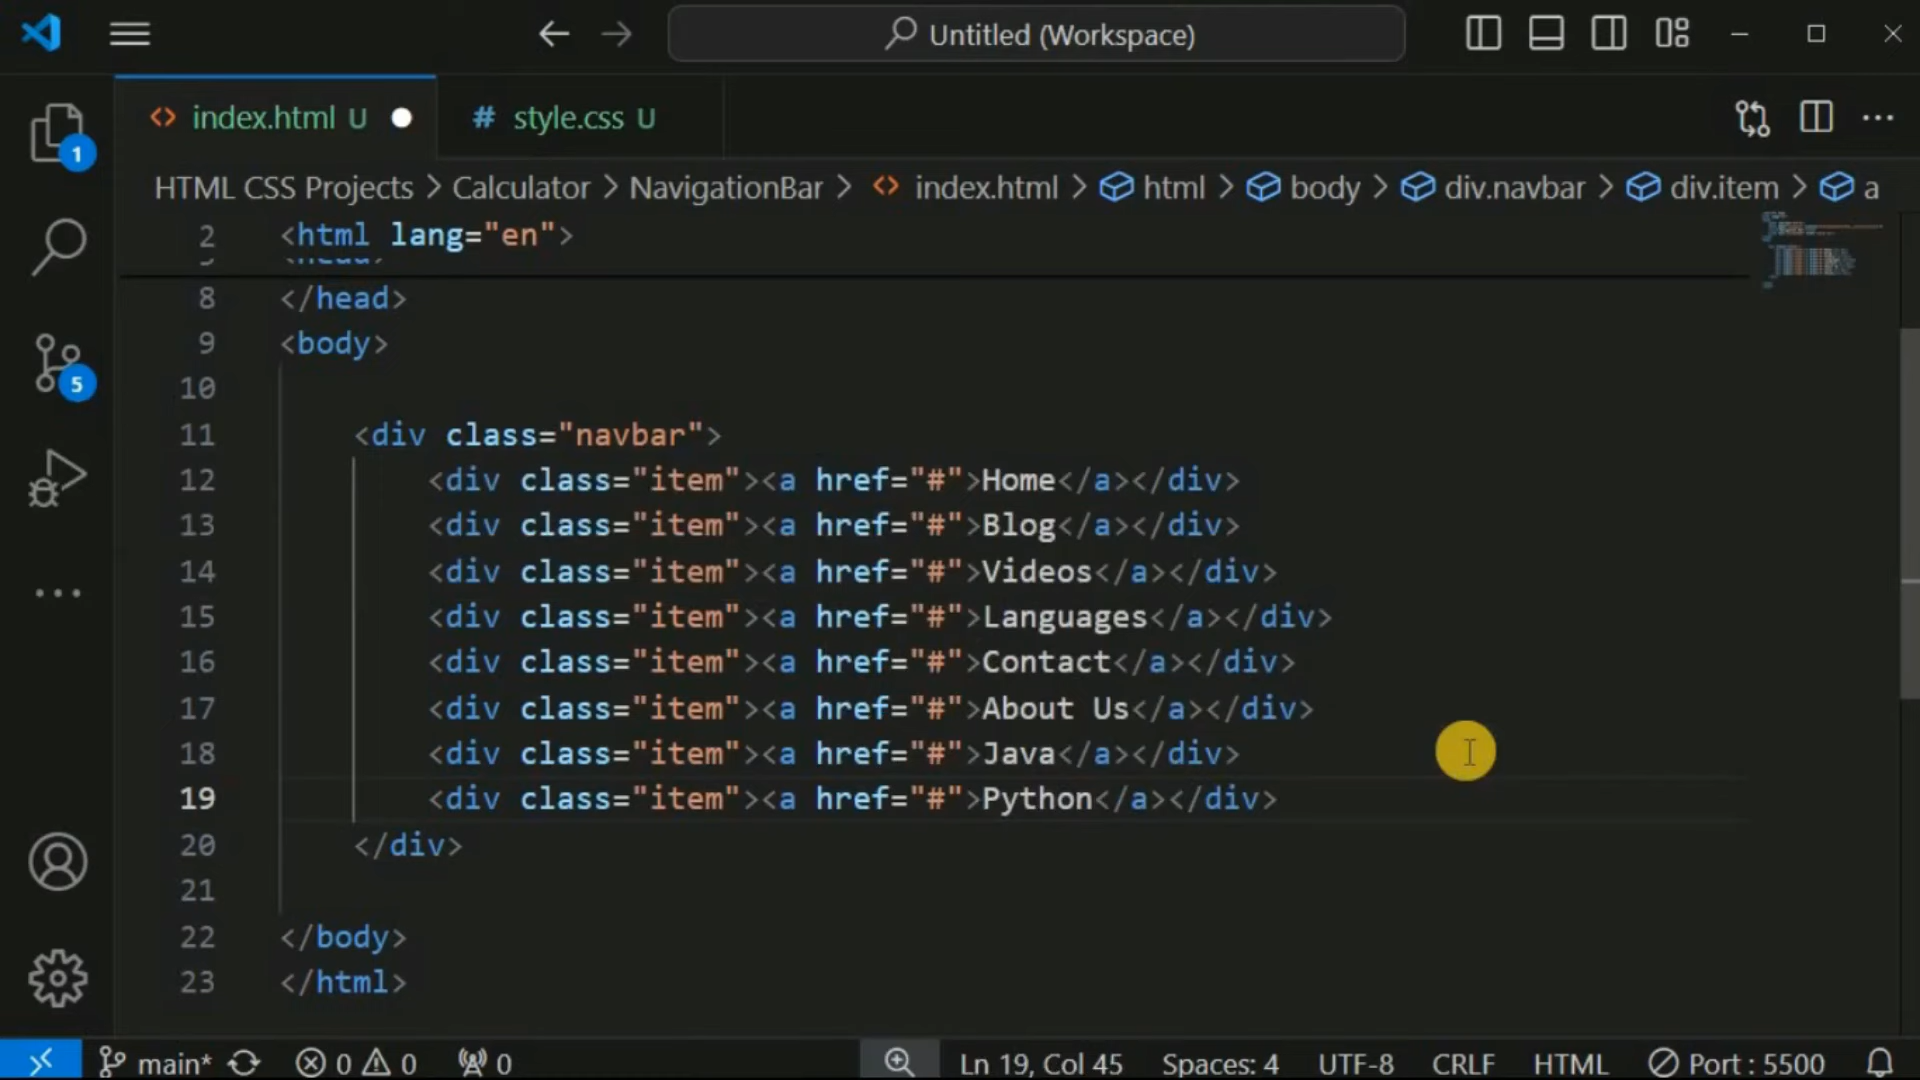 Untitled (Workspace)
index.html U
# style.css U
HTML CSS Projects > Calculator > NavigationBar > <> index.html > html > body > div.navbar > div.item > a
1
5
2 <html lang="en">
8 </head>
9 <body>
10
11 <div class="navbar">
12 <div class="item"><a href="#">Home</a></div>
13 <div class="item"><a href="#">Blog</a></div>
14 <div class="item"><a href="#">Videos</a></div>
15 <div class="item"><a href="#">Languages</a></div>
16 <div class="item"><a href="#">Contact</a></div>
17 <div class="item"><a href="#">About Us</a></div>
18 <div class="item"><a href="#">Java</a></div>
19 <div class="item"><a href="#">Python</a></div>
20 </div>
21
22 </body>
23 </html>
main* 0 0 0 Ln 19, Col 45 Spaces: 4 UTF-8 CRLF HTML Port : 5500